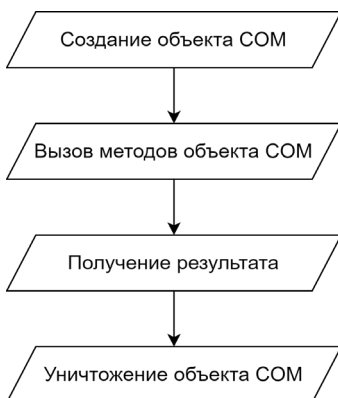 Создание объекта COM
Вызов методов объекта COM
Получение результата
Уничтожение объекта COM